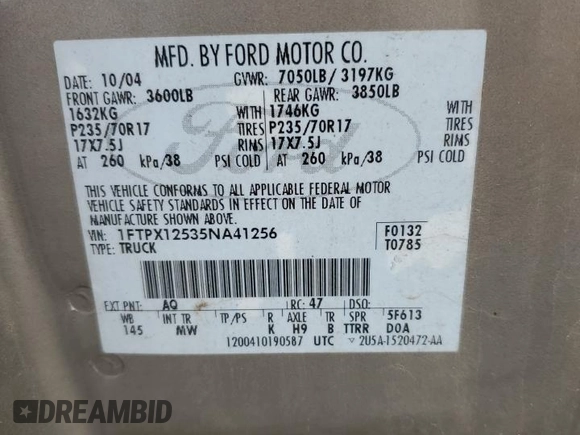 MFD. BY FORD MOTOR CO.
DATE: 10/04 GVWR: 7050LB/ 3197KG
FRONT GAWR: 3600LB REAR GAWR: 3850LB
1632KG WITH 1746KG WITH
P235/70R17 TIRES P235/70R17 TIRES
17X7.5J RIMS 17X7.5J RIMS
AT 260 kPa/38 PSI COLD AT 260 kPa/38 PSI COLD
THIS VEHICLE CONFORMS TO ALL APPLICABLE FEDERAL MOTOR
VEHICLE SAFETY STANDARDS IN EFFECT ON THE DATE OF
MANUFACTURE SHOWN ABOVE.
VIN: 1FTPX12535NA41256 F0132
TYPE: TRUCK T0785
EXT PNT: AQ RC: 47 DSO:
WB INT TR TP/PS R AXLE TR SPR 5F613
145 MW K H9 B TTRR DOA
1200410190587 UTC 2U5A-1520472-AA
Ford
DREAMBID